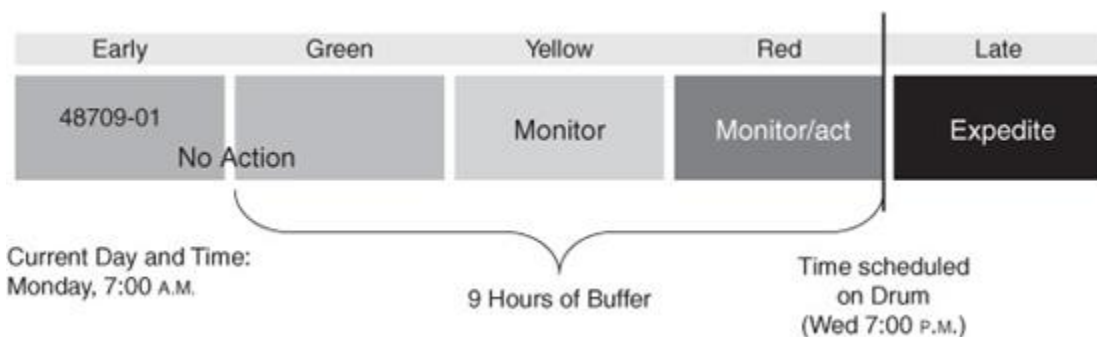 Early Green Yellow Red Late
48709-01
Monitor Monitor/act Expedite
No Action
Current Day and Time:
Monday, 7:00 A.M.
9 Hours of Buffer
Time scheduled
on Drum
(Wed 7:00 P.M.)